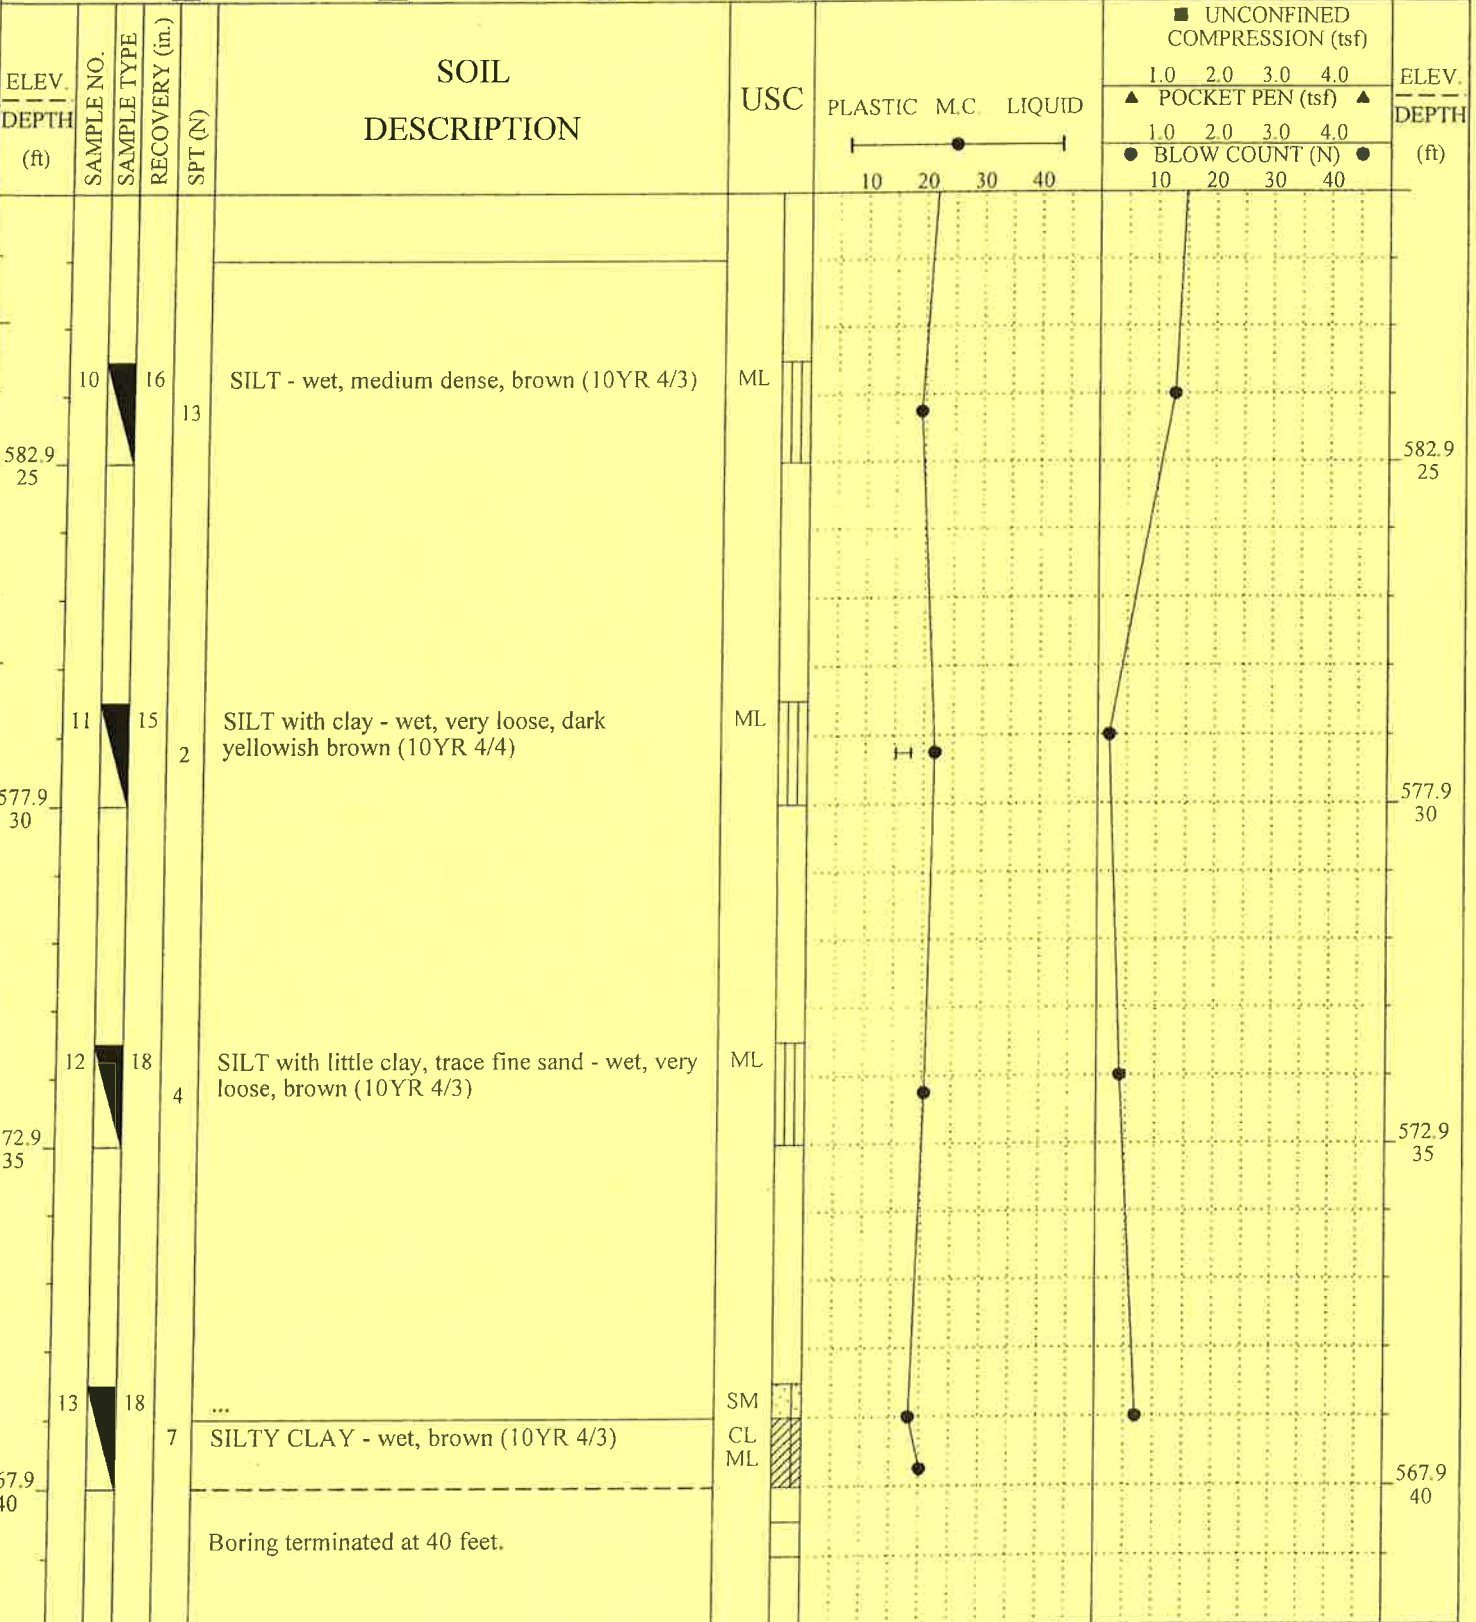 ELEV.
DEPTH
(ft)
SAMPLE NO.
SAMPLE TYPE
RECOVERY (in.)
SPT (N)
SOIL
DESCRIPTION
USC
PLASTIC M.C. LIQUID
10 20 30 40
■ UNCONFINED
COMPRESSION (tsf)
1.0 2.0 3.0 4.0
▲ POCKET PEN (tsf) ▲
1.0 2.0 3.0 4.0
● BLOW COUNT (N) ●
10 20 30 40
ELEV.
DEPTH
(ft)
10 16 SILT - wet, medium dense, brown (10YR 4/3) ML
13
582.9 582.9
25 25
11 15 SILT with clay - wet, very loose, dark ML
2 yellowish brown (10YR 4/4)
577.9 577.9
30 30
12 18 SILT with little clay, trace fine sand - wet, very ML
4 loose, brown (10YR 4/3)
72.9 572.9
35 35
13 18 ... SM
7 SILTY CLAY - wet, brown (10YR 4/3) CL
ML
67.9 567.9
40 40
Boring terminated at 40 feet.